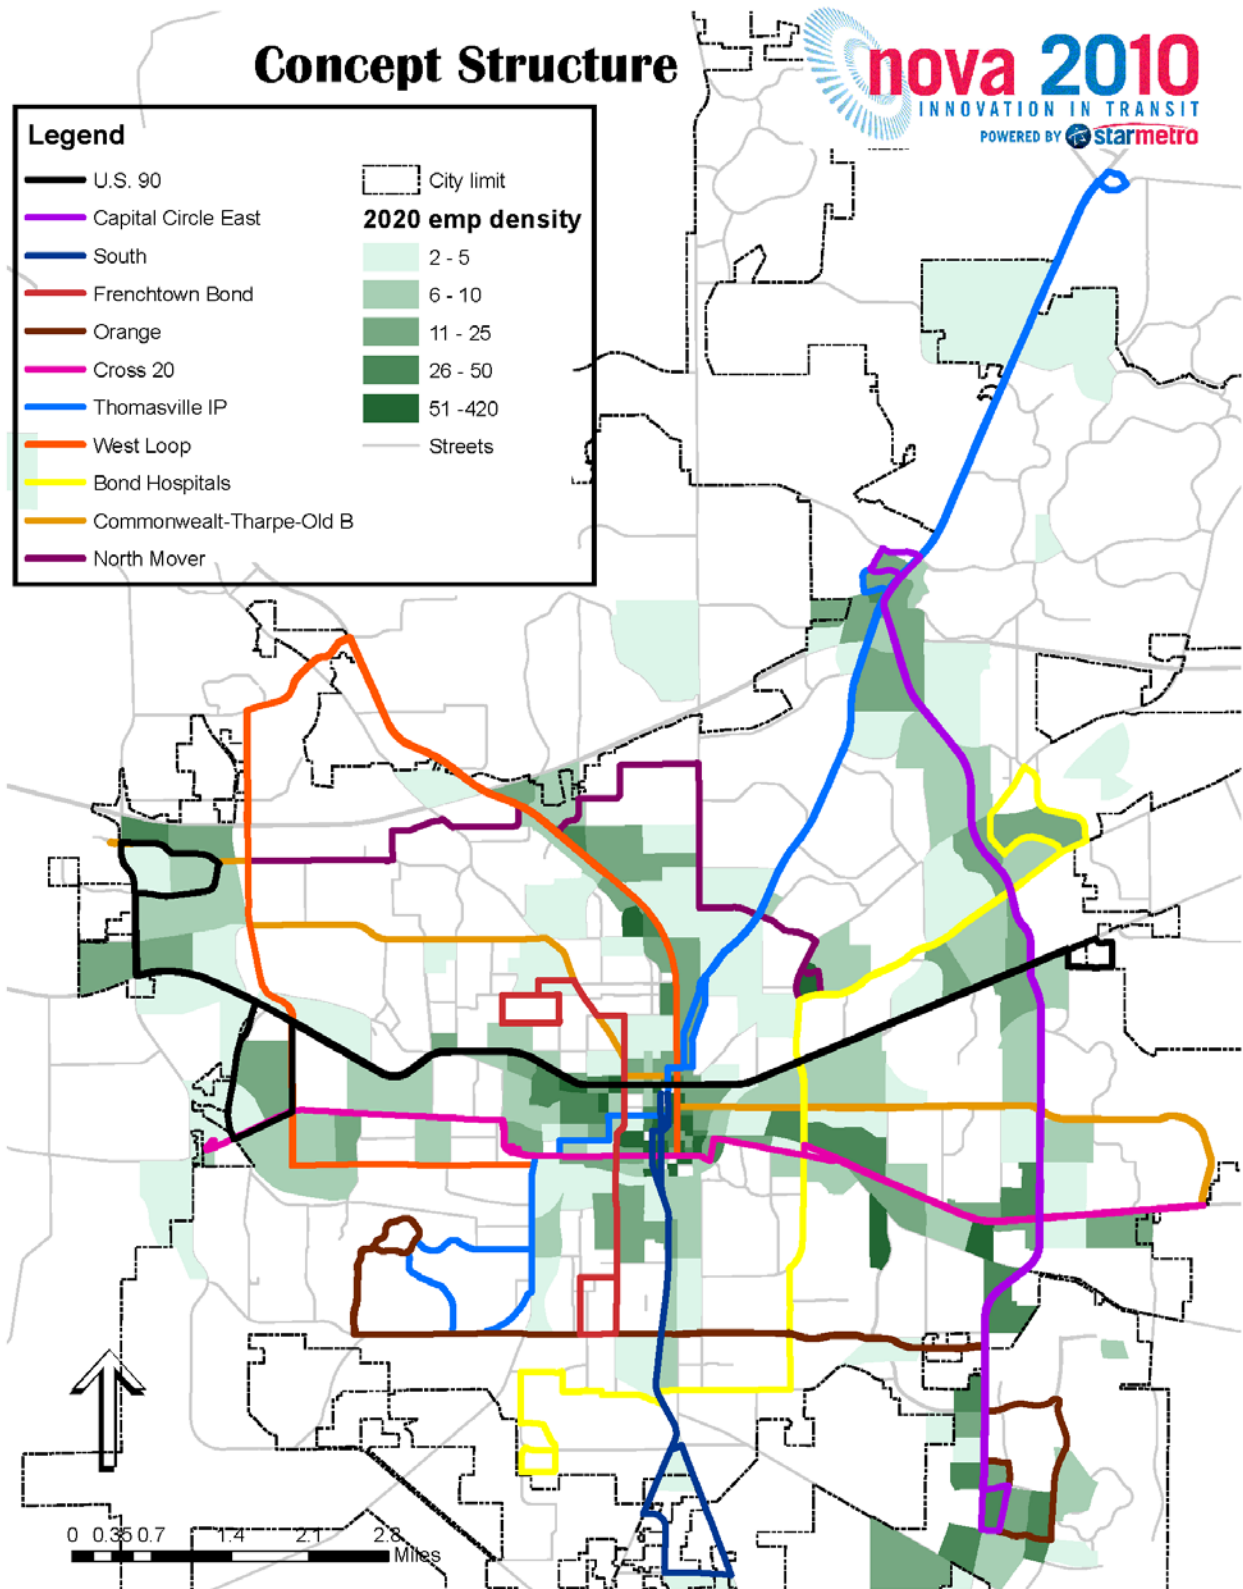 Concept Structure
nova 2010
INNOVATION IN TRANSIT
POWERED BY starmetro
Legend
U.S. 90
Capital Circle East
South
Frenchtown Bond
Orange
Cross 20
Thomasville IP
West Loop
Bond Hospitals
Commonwealt-Tharpe-Old B
North Mover
City limit
2020 emp density
2 - 5
6 - 10
11 - 25
26 - 50
51 -420
Streets
0 0.35 0.7 1.4 2.1 2.8
Miles